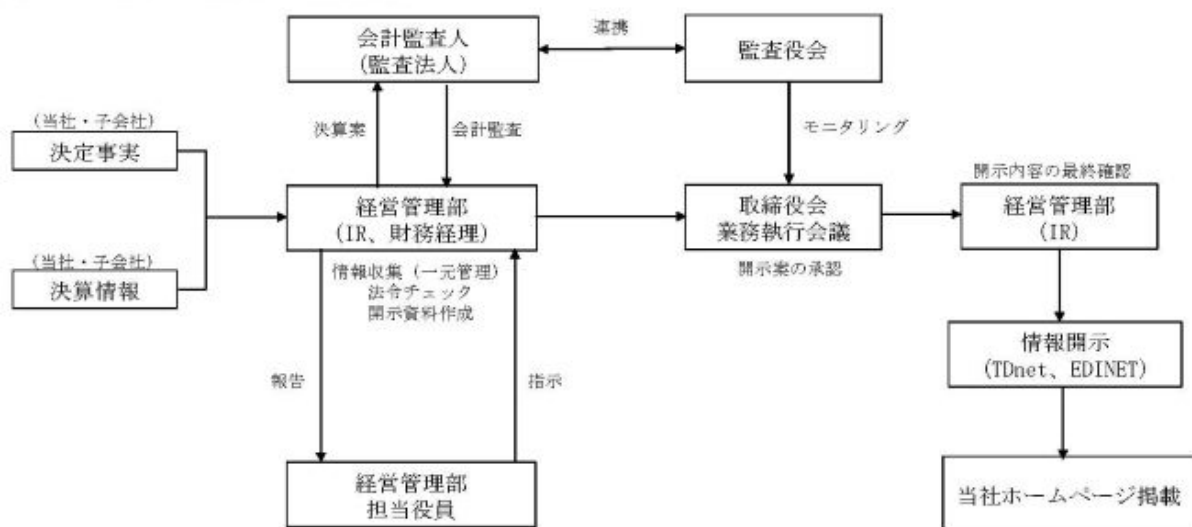 会計監査人
(監査法人)
連携
監査役会
決算案
会計監査
モニタリング
(当社・子会社)
決定事実
(当社・子会社)
決算情報
経営管理部
(IR、財務経理)
情報収集(一元管理)
法令チェック
開示資料作成
取締役会
業務執行会議
開示案の承認
開示内容の最終確認
経営管理部
(IR)
報告
指示
情報開示
(TDnet、EDINET)
経営管理部
担当役員
当社ホームページ掲載